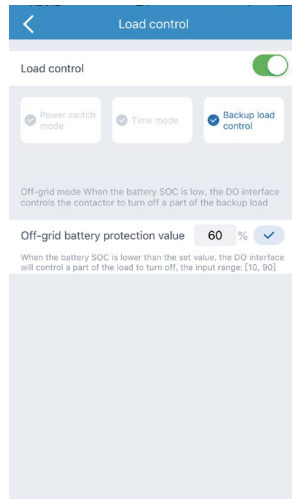 Load control
Load control
Power switch
mode
Time mode
Backup load
control
Off-grid mode When the battery SOC is low, the DO interface
controls the contactor to turn off a part of the backup load
Off-grid battery protection value 60 %
When the battery SOC is lower than the set value, the DO interface
will control a part of the load to turn off, the input range: [10, 90]